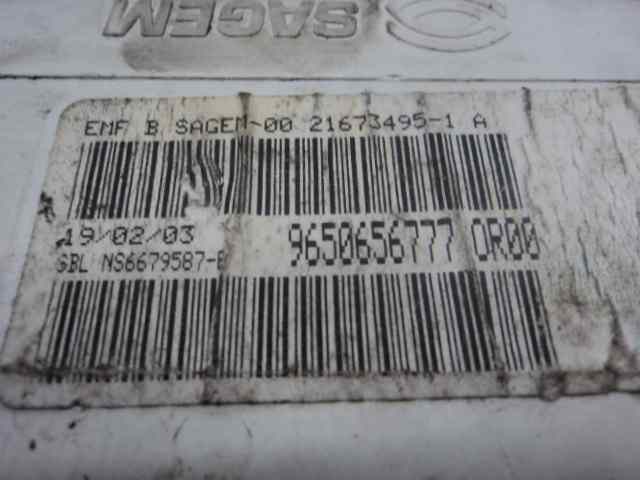 SAGEM
EMF B SAGEM-00 21673495-1 A
19/02/03 9650656777 0R00
GBL NS6679587-